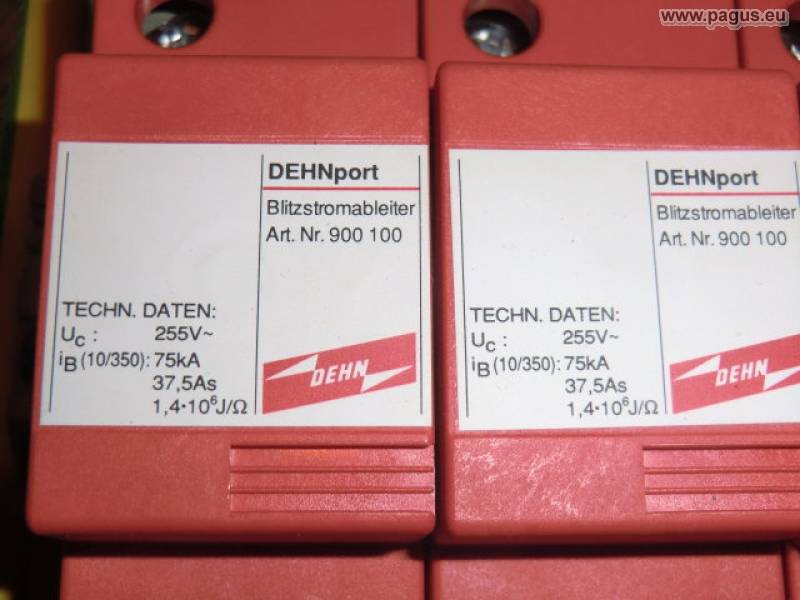 www.pagus.eu
DEHNport
Blitzstromableiter
Art. Nr. 900 100
TECHN. DATEN:
UC : 255V~
iB (10/350): 75kA
37,5As
1,4·10⁶J/Ω
DEHN
DEHNport
Blitzstromableiter
Art. Nr. 900 100
TECHN. DATEN:
UC : 255V~
iB (10/350): 75kA
37,5As
1,4·10⁶J/Ω
DEHN